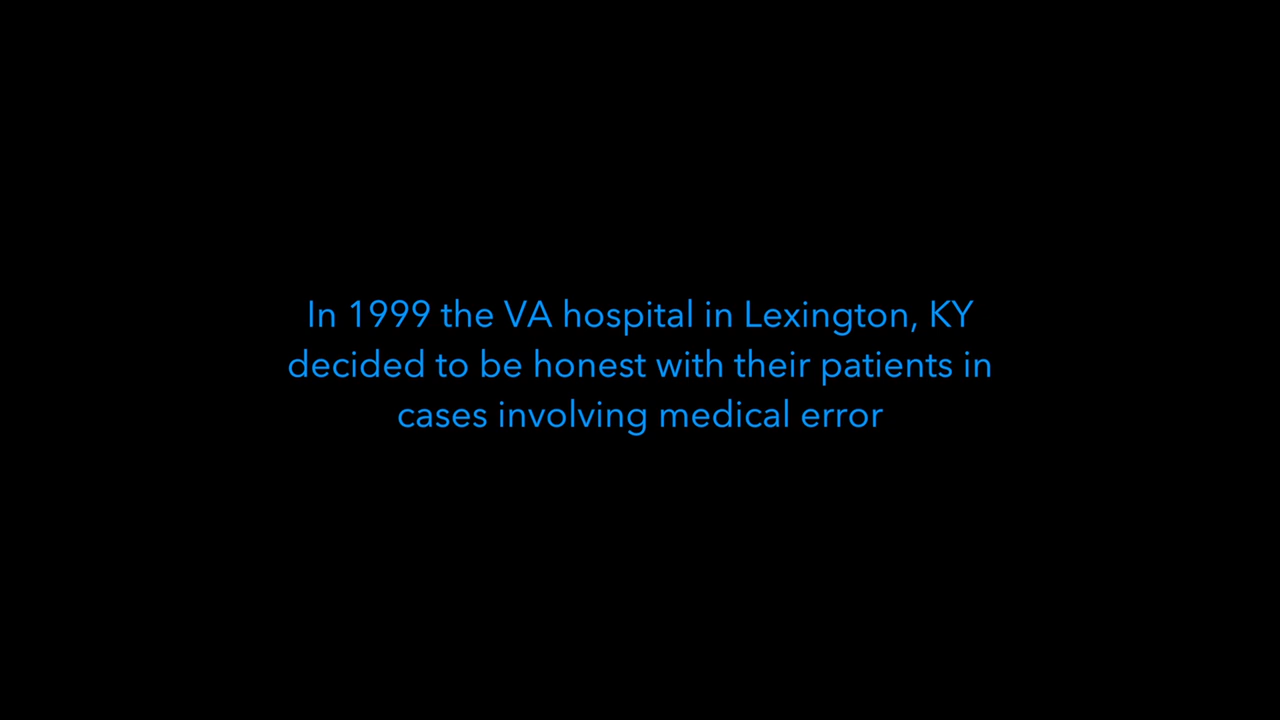 In 1999 the VA hospital in Lexington, KY
decided to be honest with their patients in
cases involving medical error